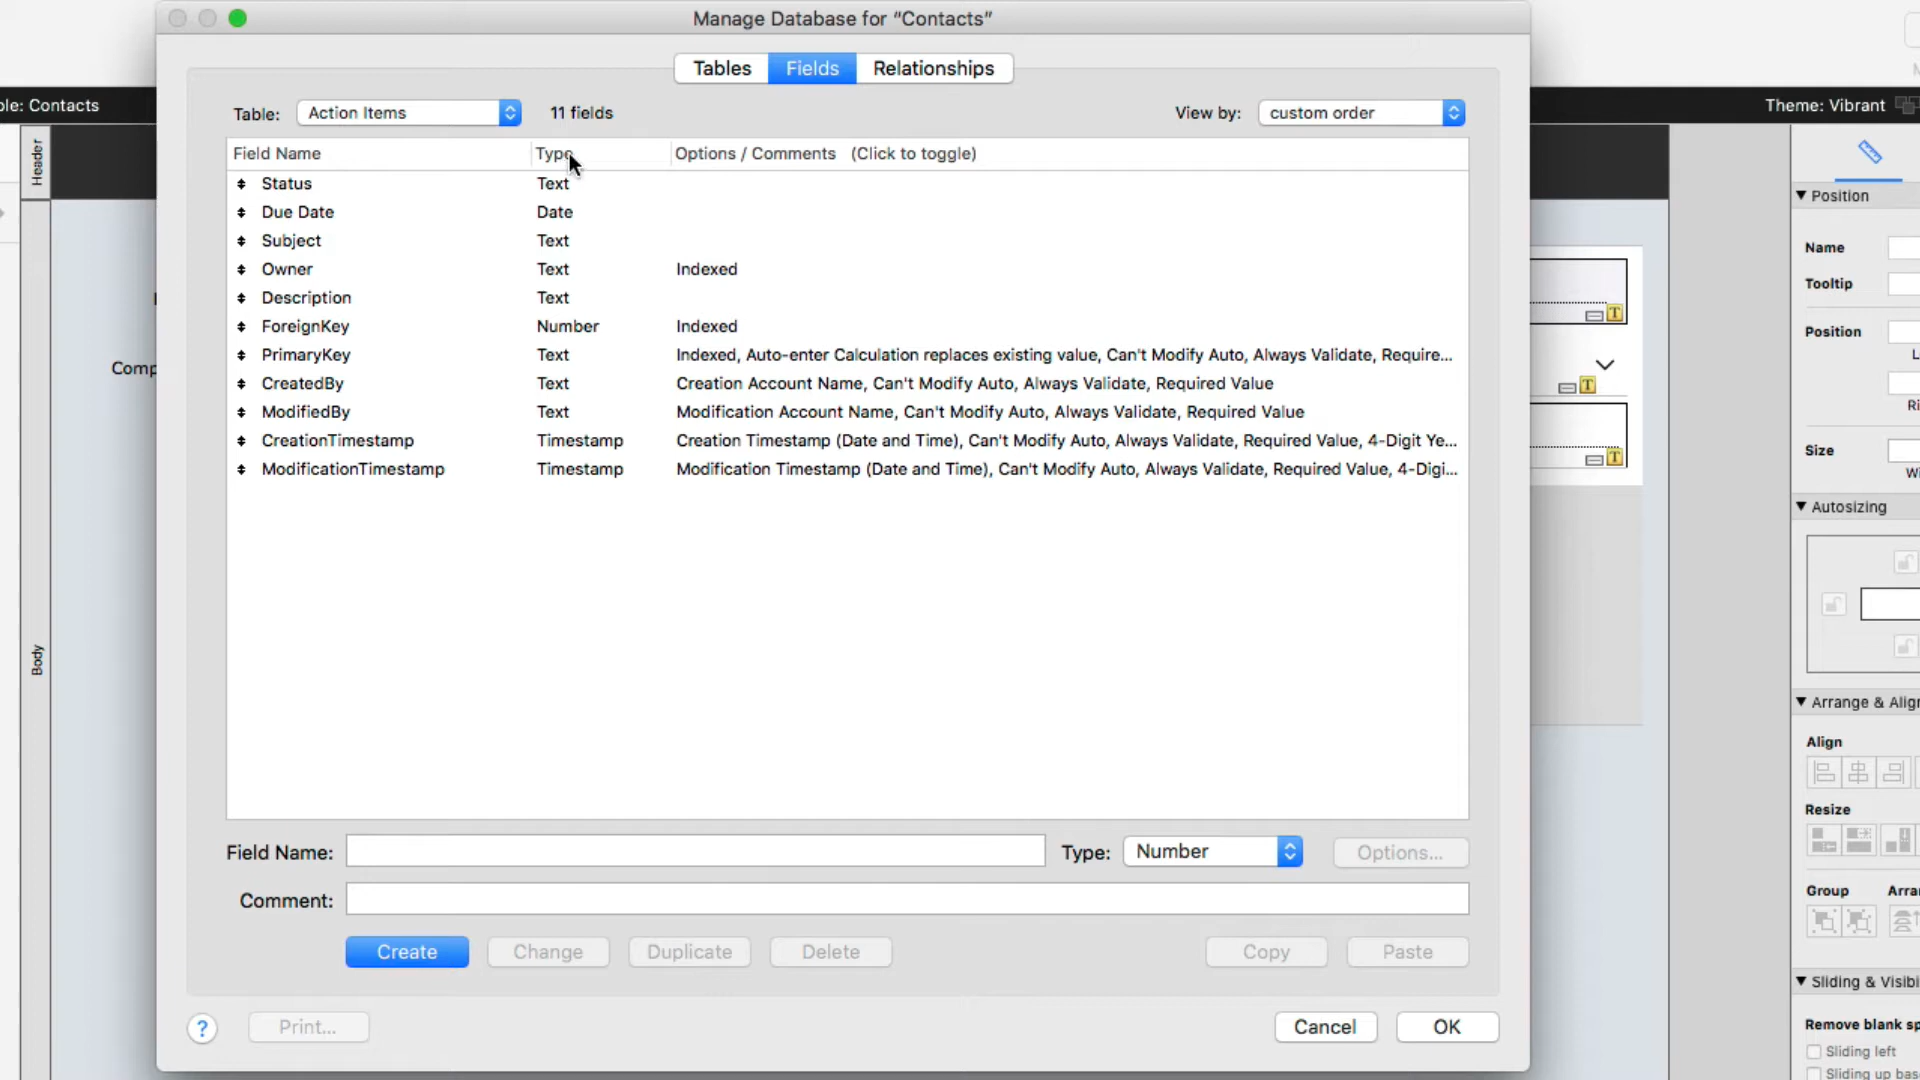 Manage Database for “Contacts”
Tables Fields Relationships
ble: Contacts
Theme: Vibrant
Table: Action Items 11 fields
View by: custom order
Field Name Type Options / Comments (Click to toggle)
Status Text
Due Date Date
Subject Text
Owner Text Indexed
Description Text
ForeignKey Number Indexed
PrimaryKey Text Indexed, Auto-enter Calculation replaces existing value, Can't Modify Auto, Always Validate, Require...
CreatedBy Text Creation Account Name, Can't Modify Auto, Always Validate, Required Value
ModifiedBy Text Modification Account Name, Can't Modify Auto, Always Validate, Required Value
CreationTimestamp Timestamp Creation Timestamp (Date and Time), Can't Modify Auto, Always Validate, Required Value, 4-Digit Ye...
ModificationTimestamp Timestamp Modification Timestamp (Date and Time), Can't Modify Auto, Always Validate, Required Value, 4-Digi...
Field Name: Type: Number Options...
Comment:
Create Change Duplicate Delete Copy Paste
? Print... Cancel OK
Header
Body
Comp
T
T
T
Position
Name
Tooltip
Position
L
Ri
Size
Wi
Autosizing
Arrange & Align
Align
Resize
Group Arra
Sliding & Visibi
Remove blank sp
Sliding left
Sliding up bas